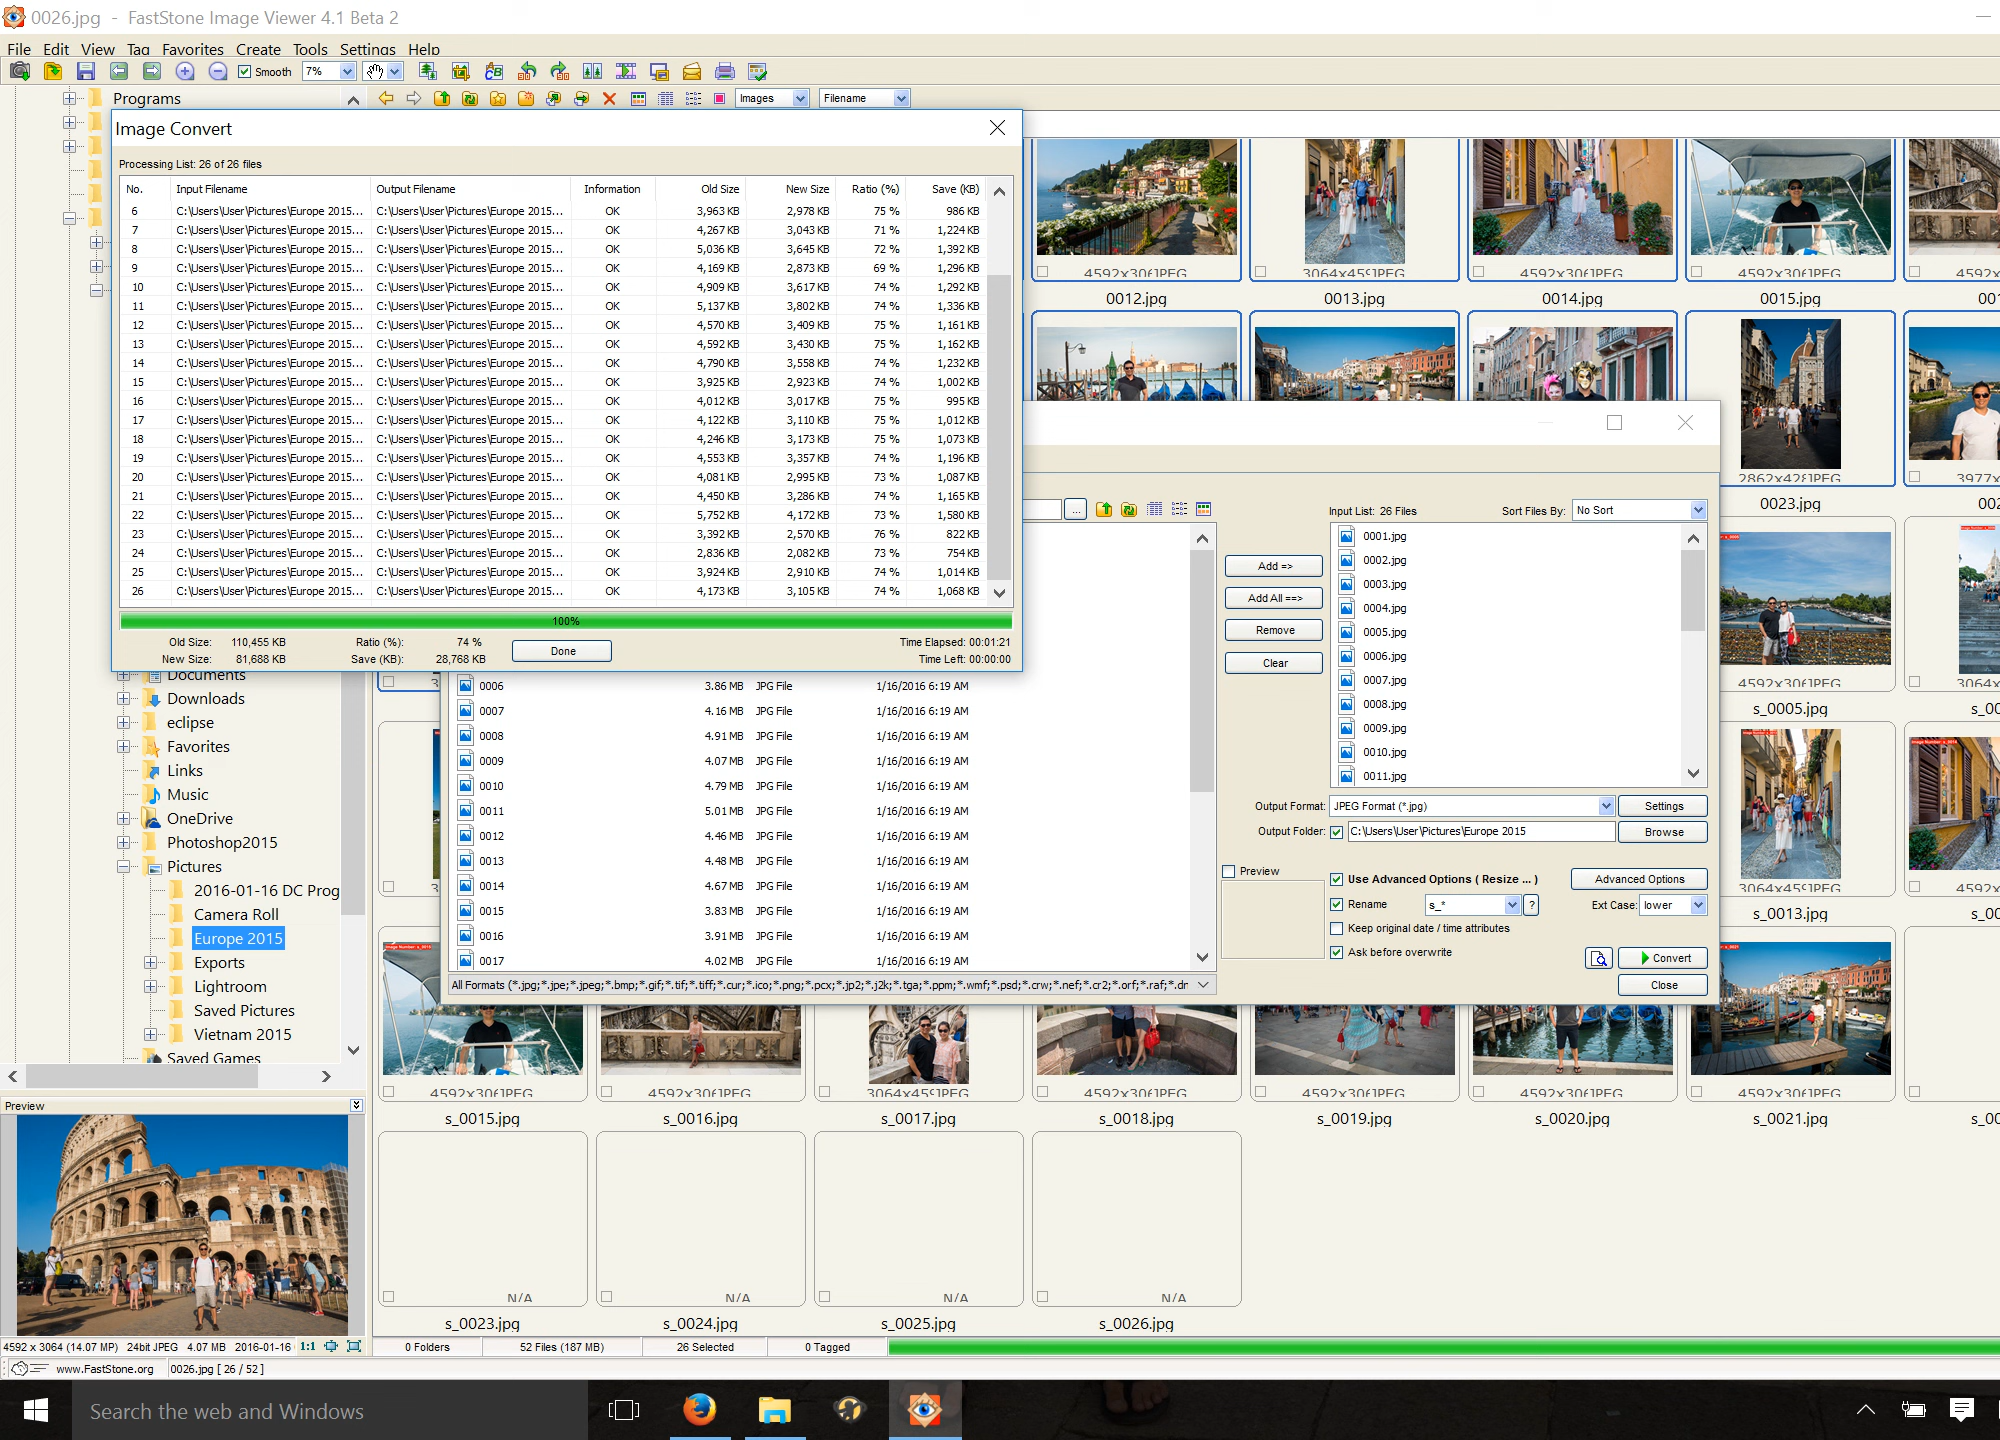 0026.jpg - FastStone Image Viewer 4.1 Beta 2
File Edit View Tag Favorites Create Tools Settings Help
Smooth 7%
Programs
Images Filename
Image Convert
Processing List: 26 of 26 files
No. Input Filename Output Filename Information Old Size New Size Ratio (%) Save (KB)
6 C:\Users\User\Pictures\Europe 2015... C:\Users\User\Pictures\Europe 2015... OK 3,963 KB 2,978 KB 75 % 986 KB
7 C:\Users\User\Pictures\Europe 2015... C:\Users\User\Pictures\Europe 2015... OK 4,267 KB 3,043 KB 71 % 1,224 KB
8 C:\Users\User\Pictures\Europe 2015... C:\Users\User\Pictures\Europe 2015... OK 5,036 KB 3,645 KB 72 % 1,392 KB
9 C:\Users\User\Pictures\Europe 2015... C:\Users\User\Pictures\Europe 2015... OK 4,169 KB 2,873 KB 69 % 1,296 KB
10 C:\Users\User\Pictures\Europe 2015... C:\Users\User\Pictures\Europe 2015... OK 4,909 KB 3,617 KB 74 % 1,292 KB
11 C:\Users\User\Pictures\Europe 2015... C:\Users\User\Pictures\Europe 2015... OK 5,137 KB 3,802 KB 74 % 1,336 KB
12 C:\Users\User\Pictures\Europe 2015... C:\Users\User\Pictures\Europe 2015... OK 4,570 KB 3,409 KB 75 % 1,161 KB
13 C:\Users\User\Pictures\Europe 2015... C:\Users\User\Pictures\Europe 2015... OK 4,592 KB 3,430 KB 75 % 1,162 KB
14 C:\Users\User\Pictures\Europe 2015... C:\Users\User\Pictures\Europe 2015... OK 4,790 KB 3,558 KB 74 % 1,232 KB
15 C:\Users\User\Pictures\Europe 2015... C:\Users\User\Pictures\Europe 2015... OK 3,925 KB 2,923 KB 74 % 1,002 KB
16 C:\Users\User\Pictures\Europe 2015... C:\Users\User\Pictures\Europe 2015... OK 4,012 KB 3,017 KB 75 % 995 KB
17 C:\Users\User\Pictures\Europe 2015... C:\Users\User\Pictures\Europe 2015... OK 4,122 KB 3,110 KB 75 % 1,012 KB
18 C:\Users\User\Pictures\Europe 2015... C:\Users\User\Pictures\Europe 2015... OK 4,246 KB 3,173 KB 75 % 1,073 KB
19 C:\Users\User\Pictures\Europe 2015... C:\Users\User\Pictures\Europe 2015... OK 4,553 KB 3,357 KB 74 % 1,196 KB
20 C:\Users\User\Pictures\Europe 2015... C:\Users\User\Pictures\Europe 2015... OK 4,081 KB 2,995 KB 73 % 1,087 KB
21 C:\Users\User\Pictures\Europe 2015... C:\Users\User\Pictures\Europe 2015... OK 4,450 KB 3,286 KB 74 % 1,165 KB
22 C:\Users\User\Pictures\Europe 2015... C:\Users\User\Pictures\Europe 2015... OK 5,752 KB 4,172 KB 73 % 1,580 KB
23 C:\Users\User\Pictures\Europe 2015... C:\Users\User\Pictures\Europe 2015... OK 3,392 KB 2,570 KB 76 % 822 KB
24 C:\Users\User\Pictures\Europe 2015... C:\Users\User\Pictures\Europe 2015... OK 2,836 KB 2,082 KB 73 % 754 KB
25 C:\Users\User\Pictures\Europe 2015... C:\Users\User\Pictures\Europe 2015... OK 3,924 KB 2,910 KB 74 % 1,014 KB
26 C:\Users\User\Pictures\Europe 2015... C:\Users\User\Pictures\Europe 2015... OK 4,173 KB 3,105 KB 74 % 1,068 KB
100%
Old Size: 110,455 KB Ratio (%): 74 % Done Time Elapsed: 00:01:21
New Size: 81,688 KB Save (KB): 28,768 KB Time Left: 00:00:00
0012.jpg 0013.jpg 0014.jpg 0015.jpg
0023.jpg
... Input List: 26 Files Sort Files By: No Sort
0001.jpg
0002.jpg
0003.jpg
0004.jpg
0005.jpg
0006.jpg
0007.jpg
0008.jpg
0009.jpg
0010.jpg
0011.jpg
Add =>
Add All ==>
Remove
Clear
0006 3.86 MB JPG File 1/16/2016 6:19 AM
0007 4.16 MB JPG File 1/16/2016 6:19 AM
0008 4.91 MB JPG File 1/16/2016 6:19 AM
0009 4.07 MB JPG File 1/16/2016 6:19 AM
0010 4.79 MB JPG File 1/16/2016 6:19 AM
0011 5.01 MB JPG File 1/16/2016 6:19 AM
0012 4.46 MB JPG File 1/16/2016 6:19 AM
0013 4.48 MB JPG File 1/16/2016 6:19 AM
0014 4.67 MB JPG File 1/16/2016 6:19 AM
0015 3.83 MB JPG File 1/16/2016 6:19 AM
0016 3.91 MB JPG File 1/16/2016 6:19 AM
0017 4.02 MB JPG File 1/16/2016 6:19 AM
All Formats (*.jpg;*.jpe;*.jpeg;*.bmp;*.gif;*.tif;*.tiff;*.cur;*.ico;*.png;*.pcx;*.jp2;*.j2k;*.tga;*.ppm;*.wmf;*.psd;*.crw;*.nef;*.cr2;*.orf;*.raf;*.dn
Output Format: JPEG Format (*.jpg) Settings
Output Folder: C:\Users\User\Pictures\Europe 2015 Browse
Preview
Use Advanced Options ( Resize ... ) Advanced Options
Rename s_* ? Ext Case: lower
Keep original date / time attributes
Ask before overwrite Convert
Close
s_0005.jpg
s_0013.jpg
Documents
Downloads
eclipse
Favorites
Links
Music
OneDrive
Photoshop2015
Pictures
2016-01-16 DC Prog
Camera Roll
Europe 2015
Exports
Lightroom
Saved Pictures
Vietnam 2015
Saved Games
s_0015.jpg s_0016.jpg s_0017.jpg s_0018.jpg s_0019.jpg s_0020.jpg s_0021.jpg
N/A N/A N/A N/A
s_0023.jpg s_0024.jpg s_0025.jpg s_0026.jpg
Preview
4592 x 3064 (14.07 MP) 24bit JPEG 4.07 MB 2016-01-16 1:1
0 Folders 52 Files (187 MB) 26 Selected 0 Tagged
www.FastStone.org 0026.jpg [ 26 / 52 ]
Search the web and Windows